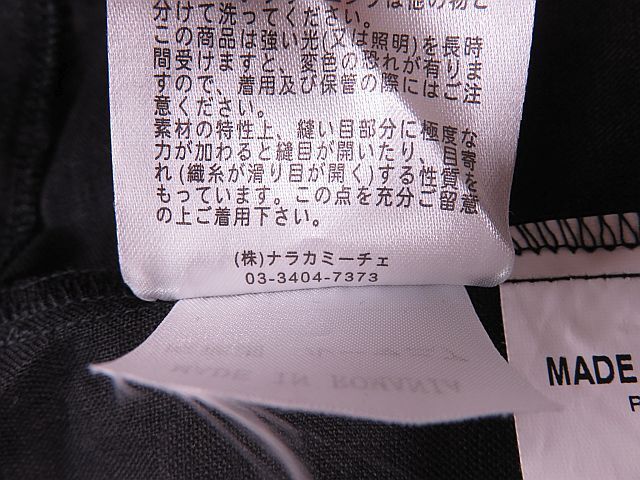 分けて洗ってください。
この商品は強い光(又は照明)を長時
間受けますと、変色の恐れが有りま
すので、着用及び保管の際にはご注
意ください。
素材の特性上、縫い目部分に極度な
力が加わると縫目が開いたり、目寄
れ(織糸が滑り目が開く)する性質を
もっています。この点を充分ご留意
の上ご着用下さい。
(株)ナラカミーチェ
03-3404-7373
MADE IN ROMANIA
MADE
P